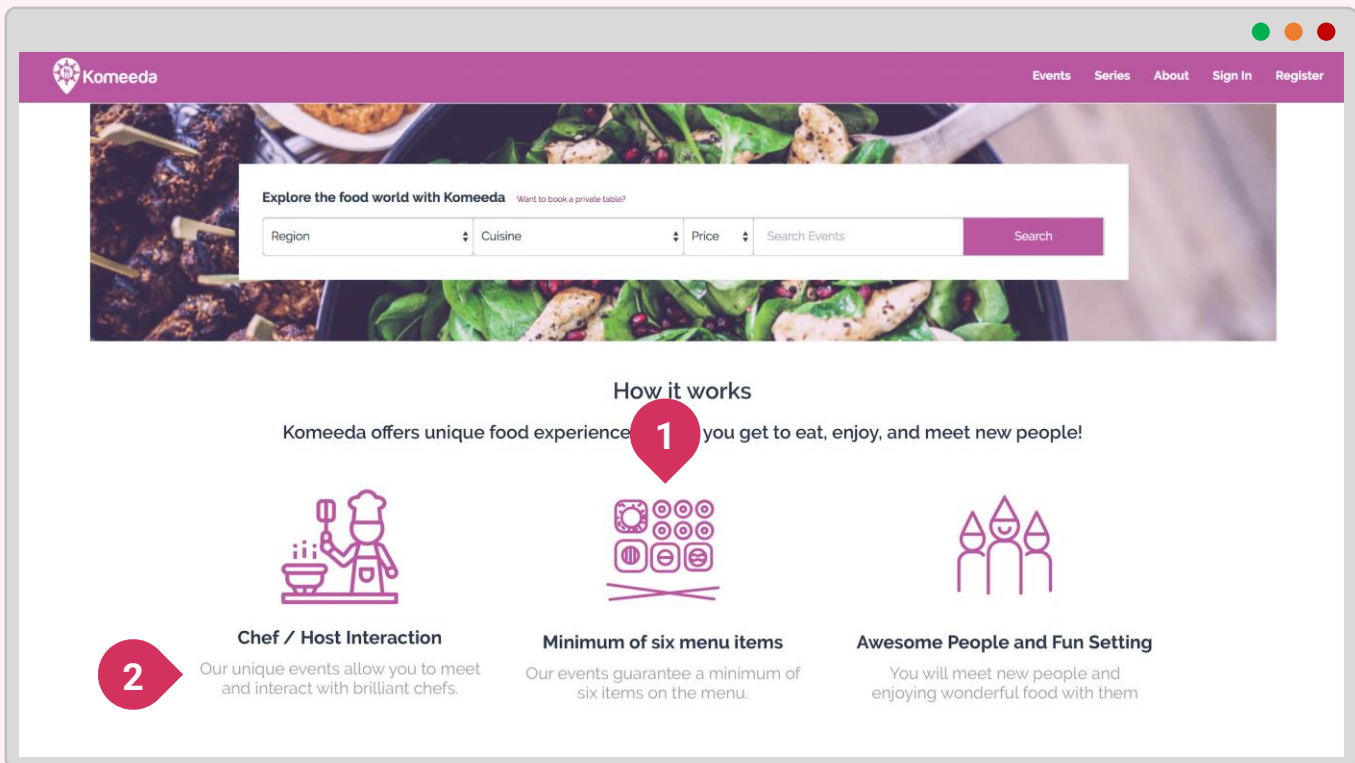 Komeeda
Events Series About Sign In Register
Explore the food world with Komeeda Want to book a private table?
Region Cuisine Price Search Events Search
How it works
Komeeda offers unique food experience 1 you get to eat, enjoy, and meet new people!
Chef / Host Interaction
Our unique events allow you to meet
and interact with brilliant chefs.
2
Minimum of six menu items
Our events guarantee a minimum of
six items on the menu.
Awesome People and Fun Setting
You will meet new people and
enjoying wonderful food with them